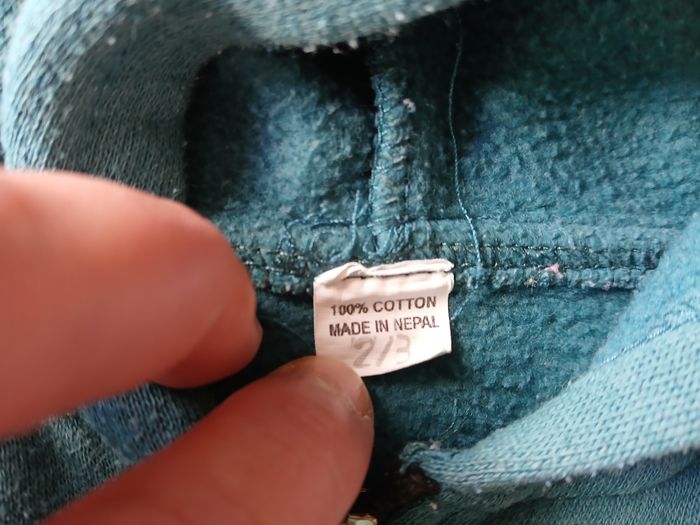 100% COTTON
MADE IN NEPAL
2/3